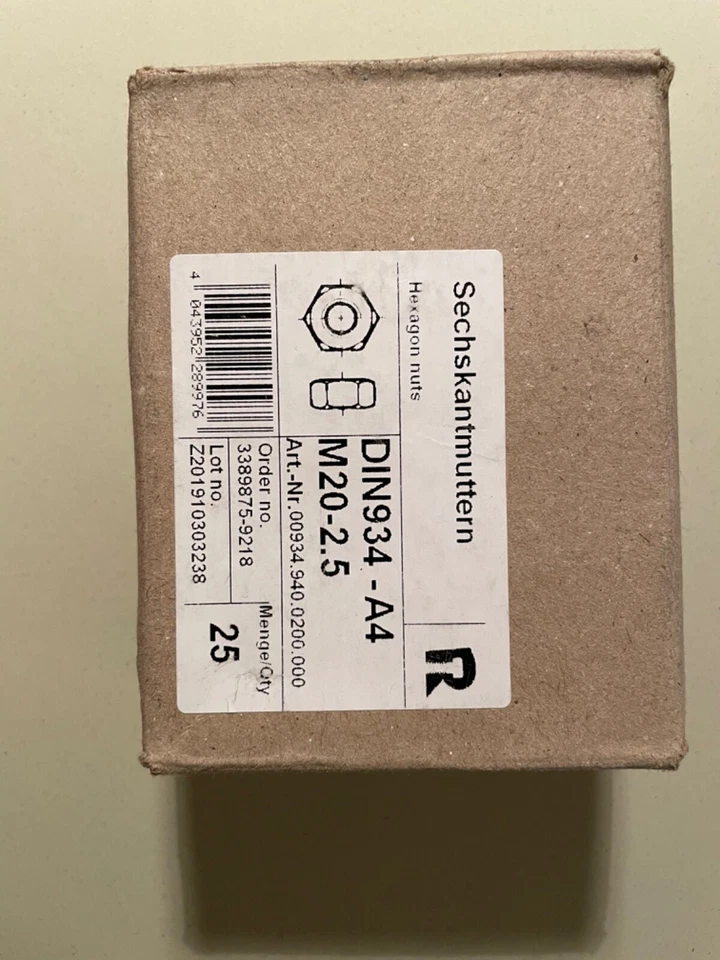 Sechskantmuttern
Hexagon nuts
R
DIN934 - A4
M20-2.5
Art.-Nr.00934.940.0200.000
4 043952 289976
Order no.
3389875-9218
Lot no.
Z201910303238
Menge/Qty
25